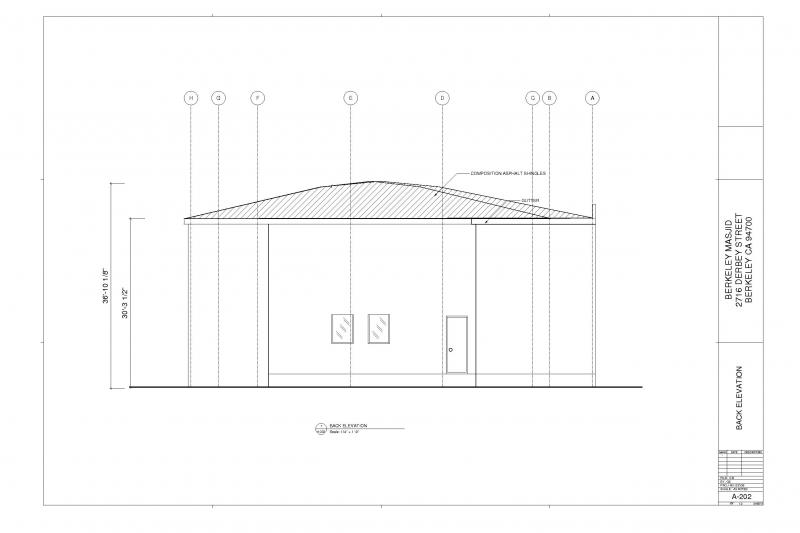 H G F E D C B A
COMPOSITION ASPHALT SHINGLES
GUTTER
36'-10 1/8"
30'-3 1/2"
BACK ELEVATION
Scale: 1/4" = 1'-0"
BERKELEY MASJID
2716 DERBEY STREET
BERKELEY CA 94700
BACK ELEVATION
MARK DATE DESCRIPTION
A-202